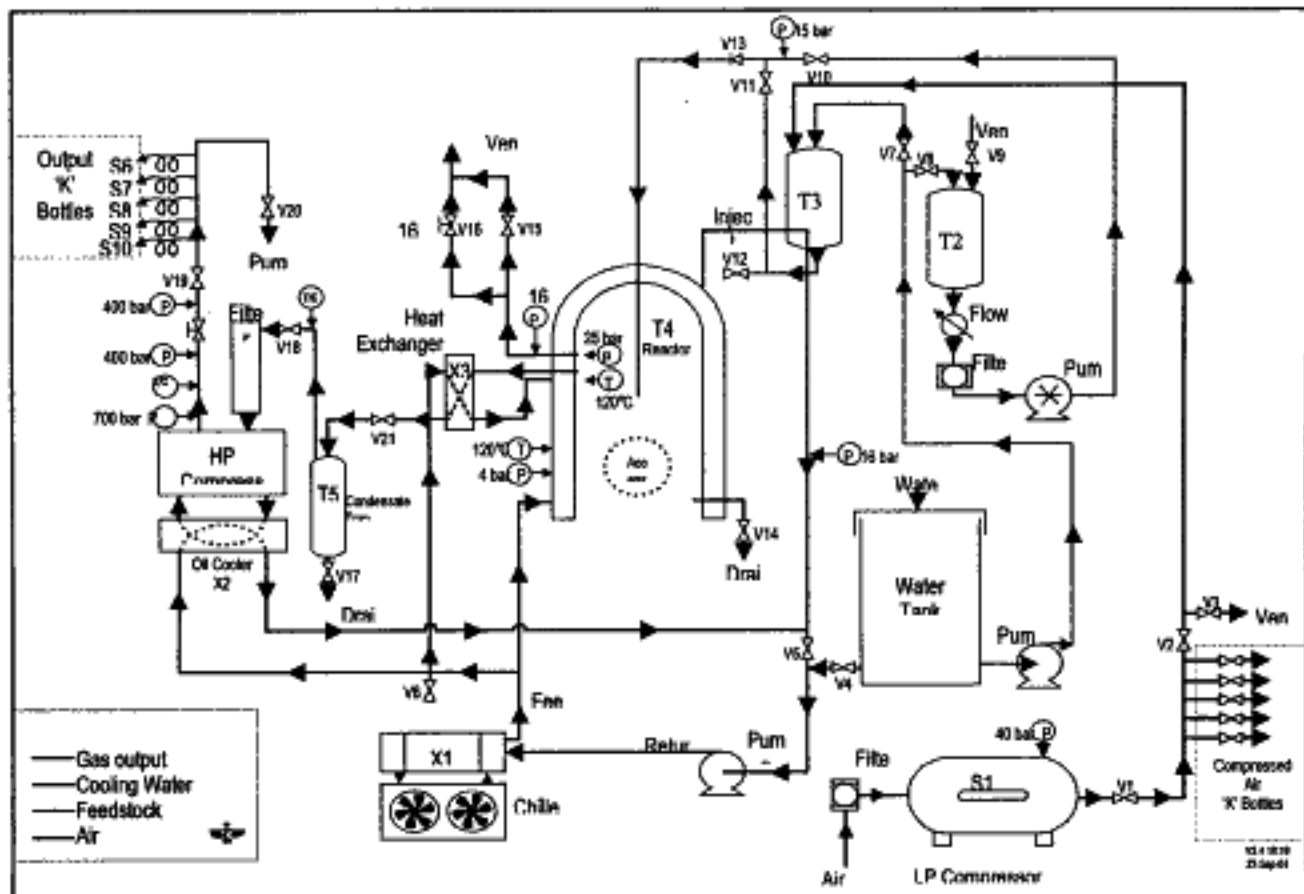 15 bar
V13
V10
V11
Ven
V9
V7
V8
Output
'K'
Bottles
S6
S7
S8
S9
S10
V20
Pum
V19
Ven
16
V16
V15
T3
T2
Injec
V12
Flow
Filte
Pum
400 bar
400 bar
700 bar
Filte
V18
Heat
Exchanger
X3
16
P
25 bar
T
120°C
T4
Reactor
V21
120°C
T
4 bar
P
P
16 bar
HP
T5
Condensate
Oil Cooler
X2
V17
Drai
V14
Drai
Wate
Water
Tank
Pum
V3
Ven
V2
V5
V4
V6
Fee
X1
Retur
Pum
Chille
Gas output
Cooling Water
Feedstock
Air
40 bar
P
Filte
S1
V1
Air
LP Compressor
Compressed
Air
'K' Bottles